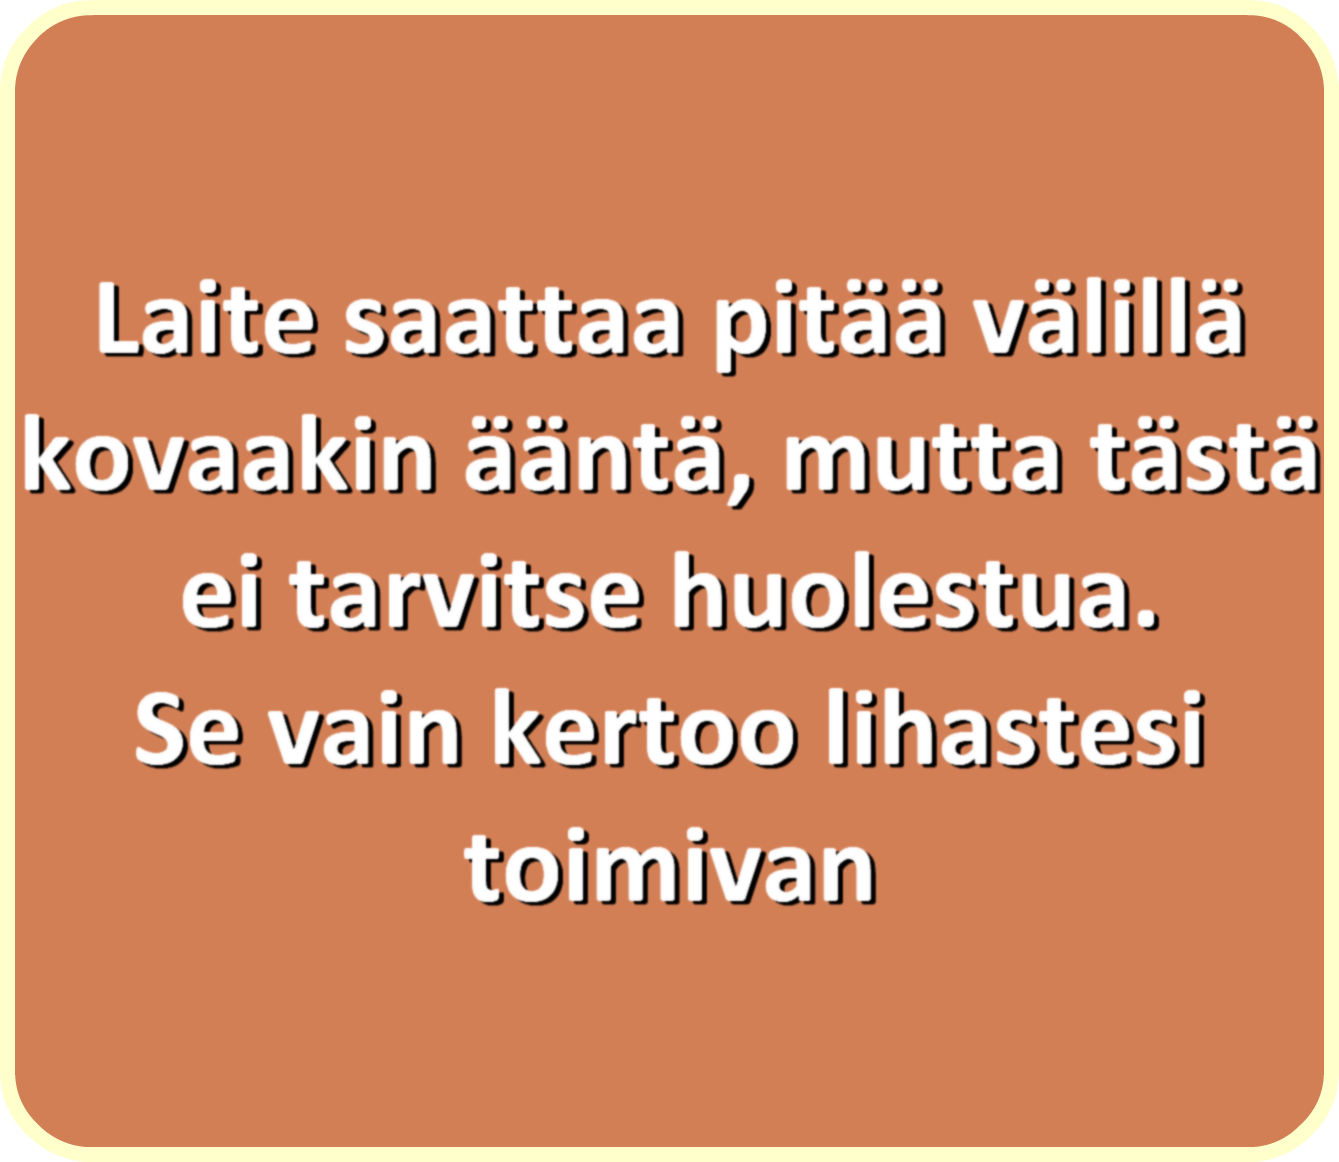 Laite saattaa pitää välillä
kovaakin ääntä, mutta tästä
ei tarvitse huolestua.
Se vain kertoo lihastesi
toimivan